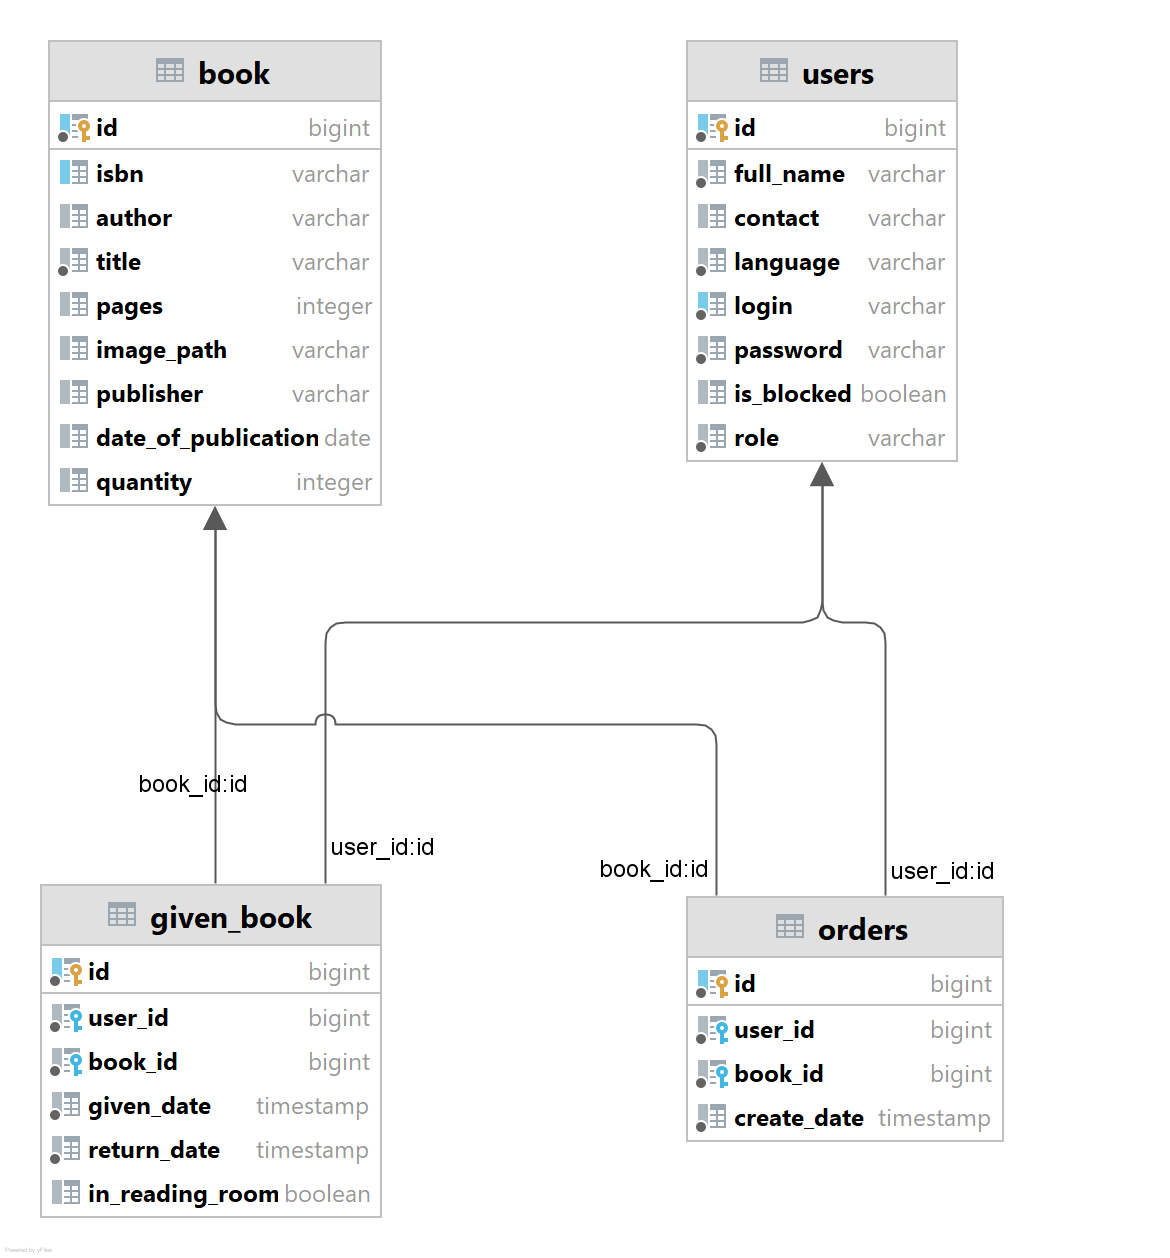 book
id bigint
isbn varchar
author varchar
title varchar
pages integer
image_path varchar
publisher varchar
date_of_publication date
quantity integer
users
id bigint
full_name varchar
contact varchar
language varchar
login varchar
password varchar
is_blocked boolean
role varchar
book_id:id
user_id:id
book_id:id
user_id:id
given_book
id bigint
user_id bigint
book_id bigint
given_date timestamp
return_date timestamp
in_reading_room boolean
orders
id bigint
user_id bigint
book_id bigint
create_date timestamp
Powered by yFiles